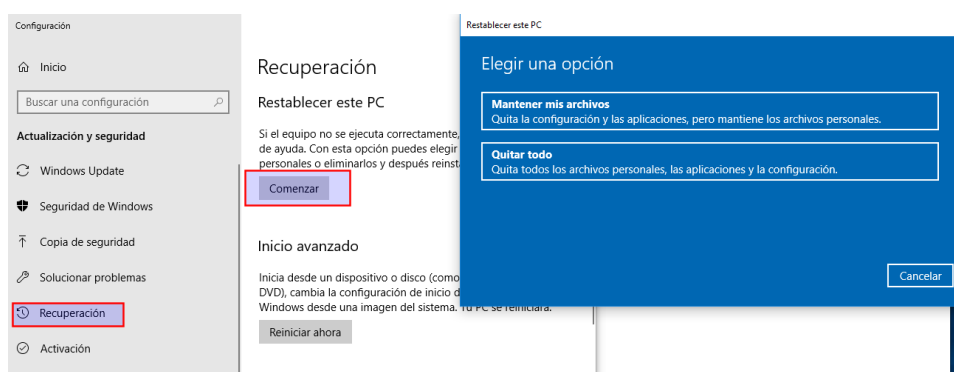 Configuración
Inicio
Buscar una configuración
Actualización y seguridad
Windows Update
Seguridad de Windows
Copia de seguridad
Solucionar problemas
Recuperación
Activación
Recuperación
Restablecer este PC
Si el equipo no se ejecuta correctamente,
de ayuda. Con esta opción puedes elegir
personales o eliminarlos y después reinst
Comenzar
Inicio avanzado
Inicia desde un dispositivo o disco (como
DVD), cambia la configuración de inicio d
Windows desde una imagen del sistema. Tu PC se reiniciará.
Reiniciar ahora
Restablecer este PC
Elegir una opción
Mantener mis archivos
Quita la configuración y las aplicaciones, pero mantiene los archivos personales.
Quitar todo
Quita todos los archivos personales, las aplicaciones y la configuración.
Cancelar